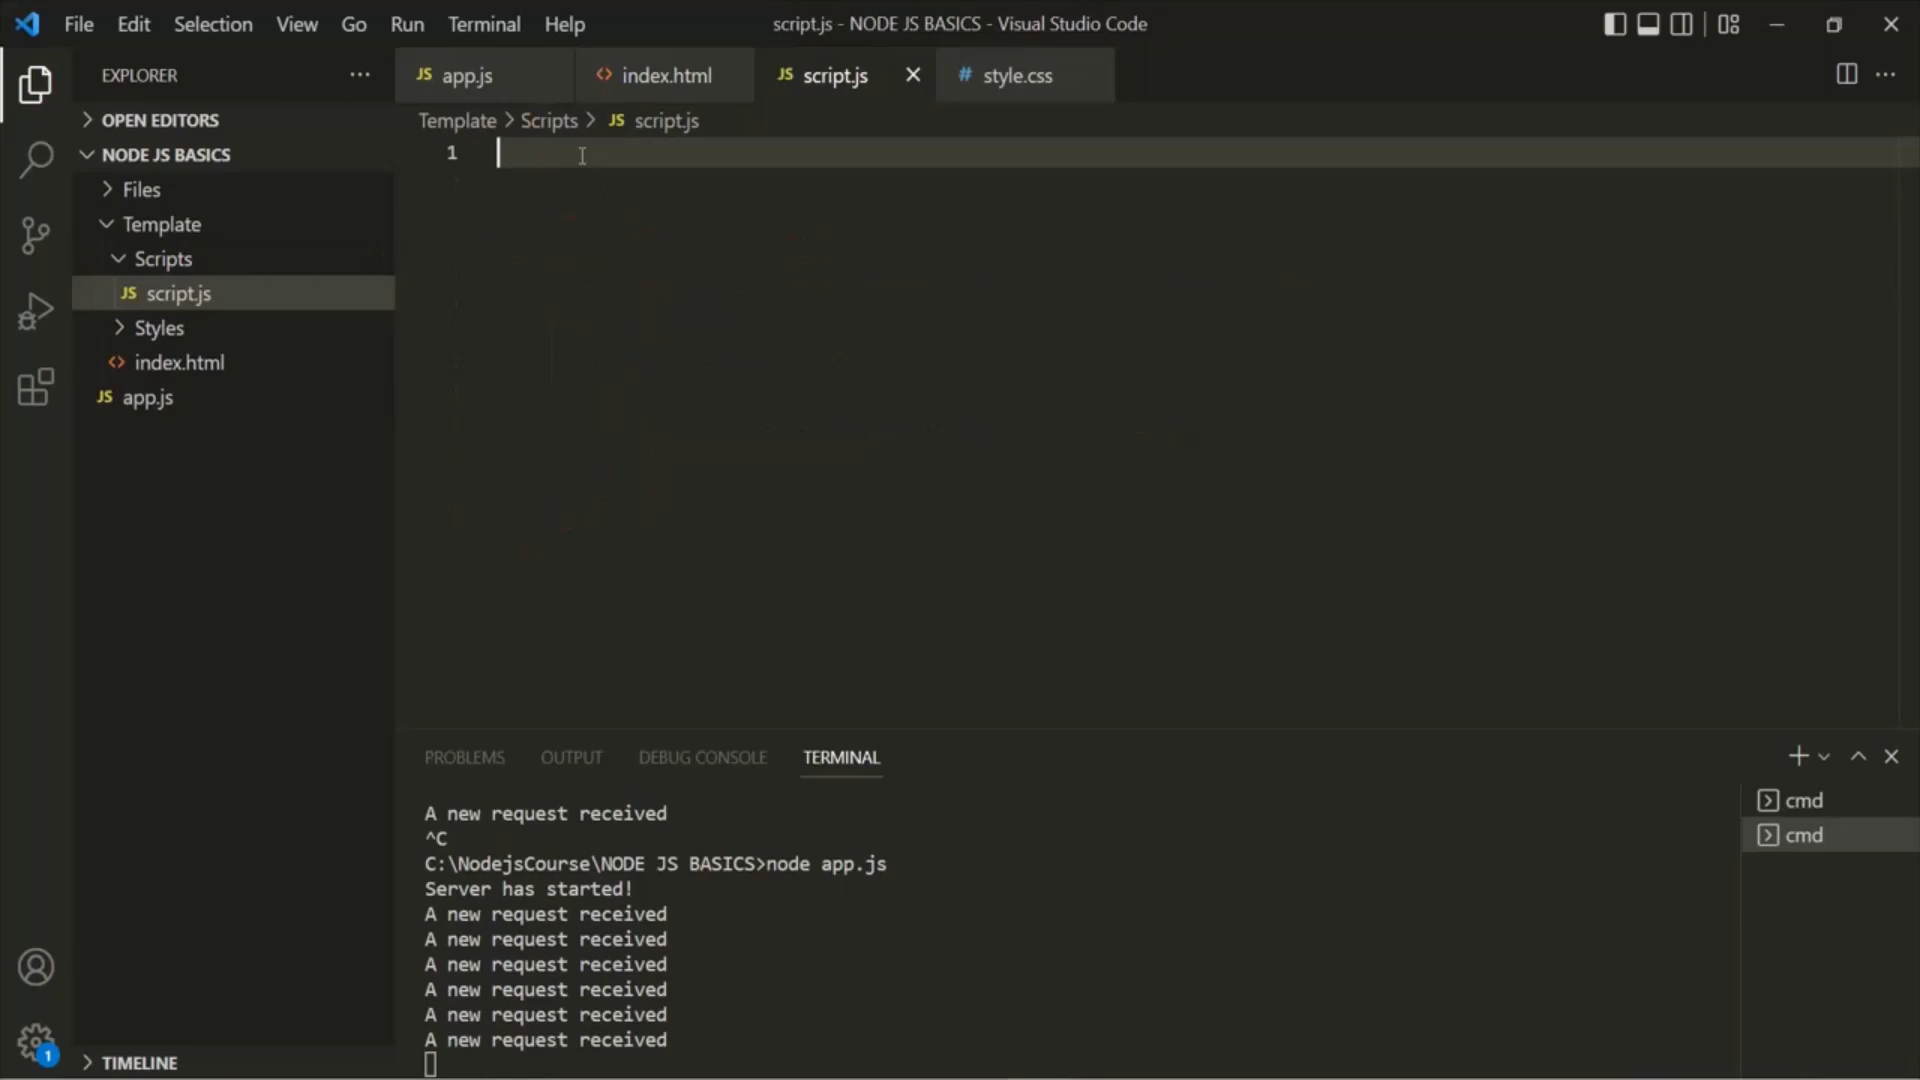 File Edit Selection View Go Run Terminal Help script.js - NODE JS BASICS - Visual Studio Code
EXPLORER
JS app.js <> index.html JS script.js # style.css
OPEN EDITORS
Template > Scripts > JS script.js
NODE JS BASICS
1
Files
Template
Scripts
JS script.js
Styles
<> index.html
JS app.js
PROBLEMS OUTPUT DEBUG CONSOLE TERMINAL
A new request received
^C
C:\NodejsCourse\NODE JS BASICS>node app.js
Server has started!
A new request received
A new request received
A new request received
A new request received
A new request received
A new request received
cmd
cmd
1
TIMELINE